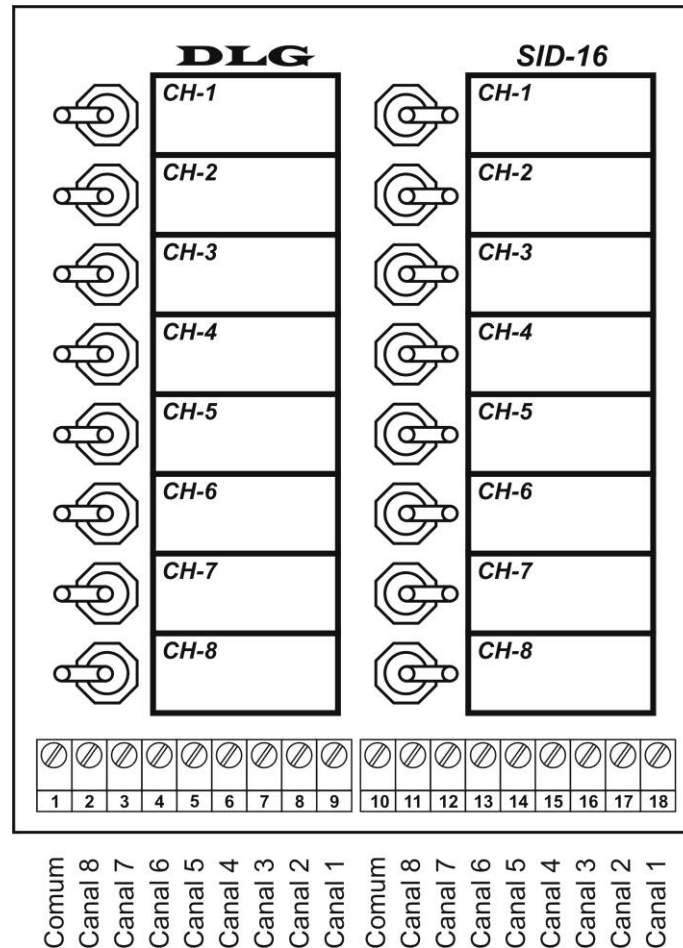 DLG SID-16
CH-1 CH-1
CH-2 CH-2
CH-3 CH-3
CH-4 CH-4
CH-5 CH-5
CH-6 CH-6
CH-7 CH-7
CH-8 CH-8
1 2 3 4 5 6 7 8 9 10 11 12 13 14 15 16 17 18
Comum
Canal 8
Canal 7
Canal 6
Canal 5
Canal 4
Canal 3
Canal 2
Canal 1
Comum
Canal 8
Canal 7
Canal 6
Canal 5
Canal 4
Canal 3
Canal 2
Canal 1